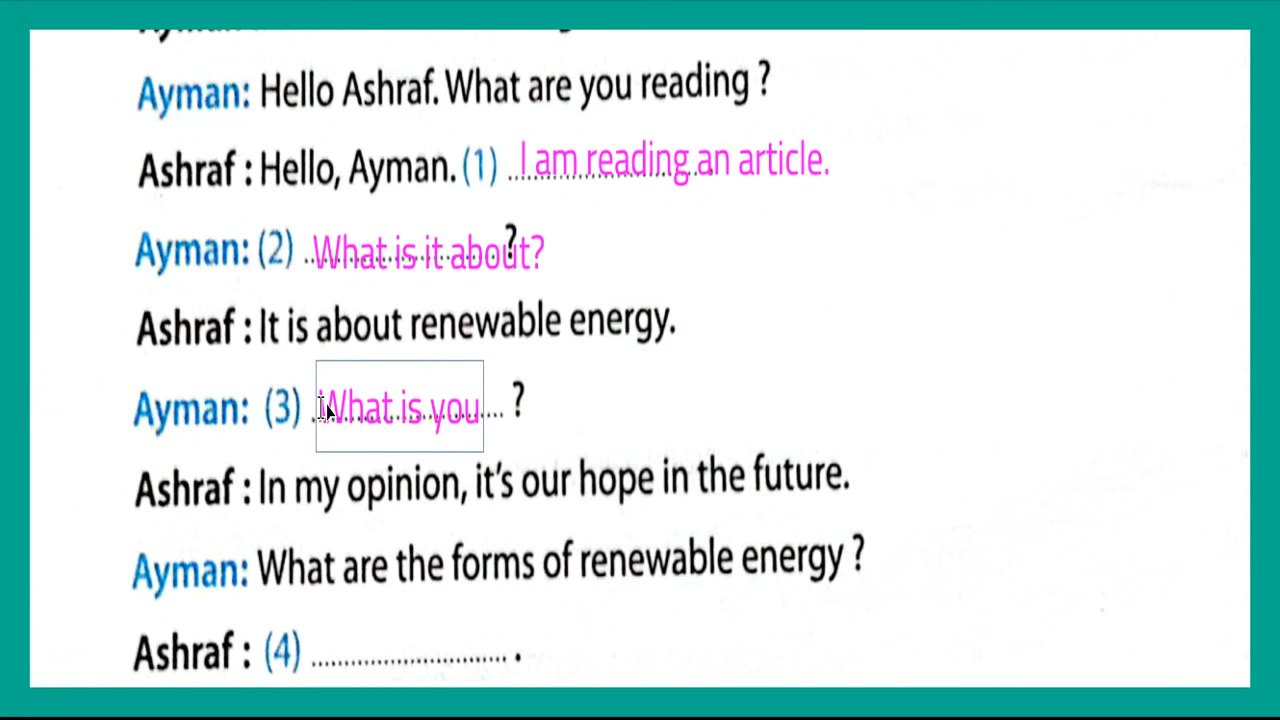 Ayman: Hello Ashraf. What are you reading ?
Ashraf : Hello, Ayman. (1) I am reading an article.
Ayman: (2) What is it about? ?
Ashraf : It is about renewable energy.
Ayman: (3) What is you ?
Ashraf : In my opinion, it's our hope in the future.
Ayman: What are the forms of renewable energy ?
Ashraf : (4) .............................. .